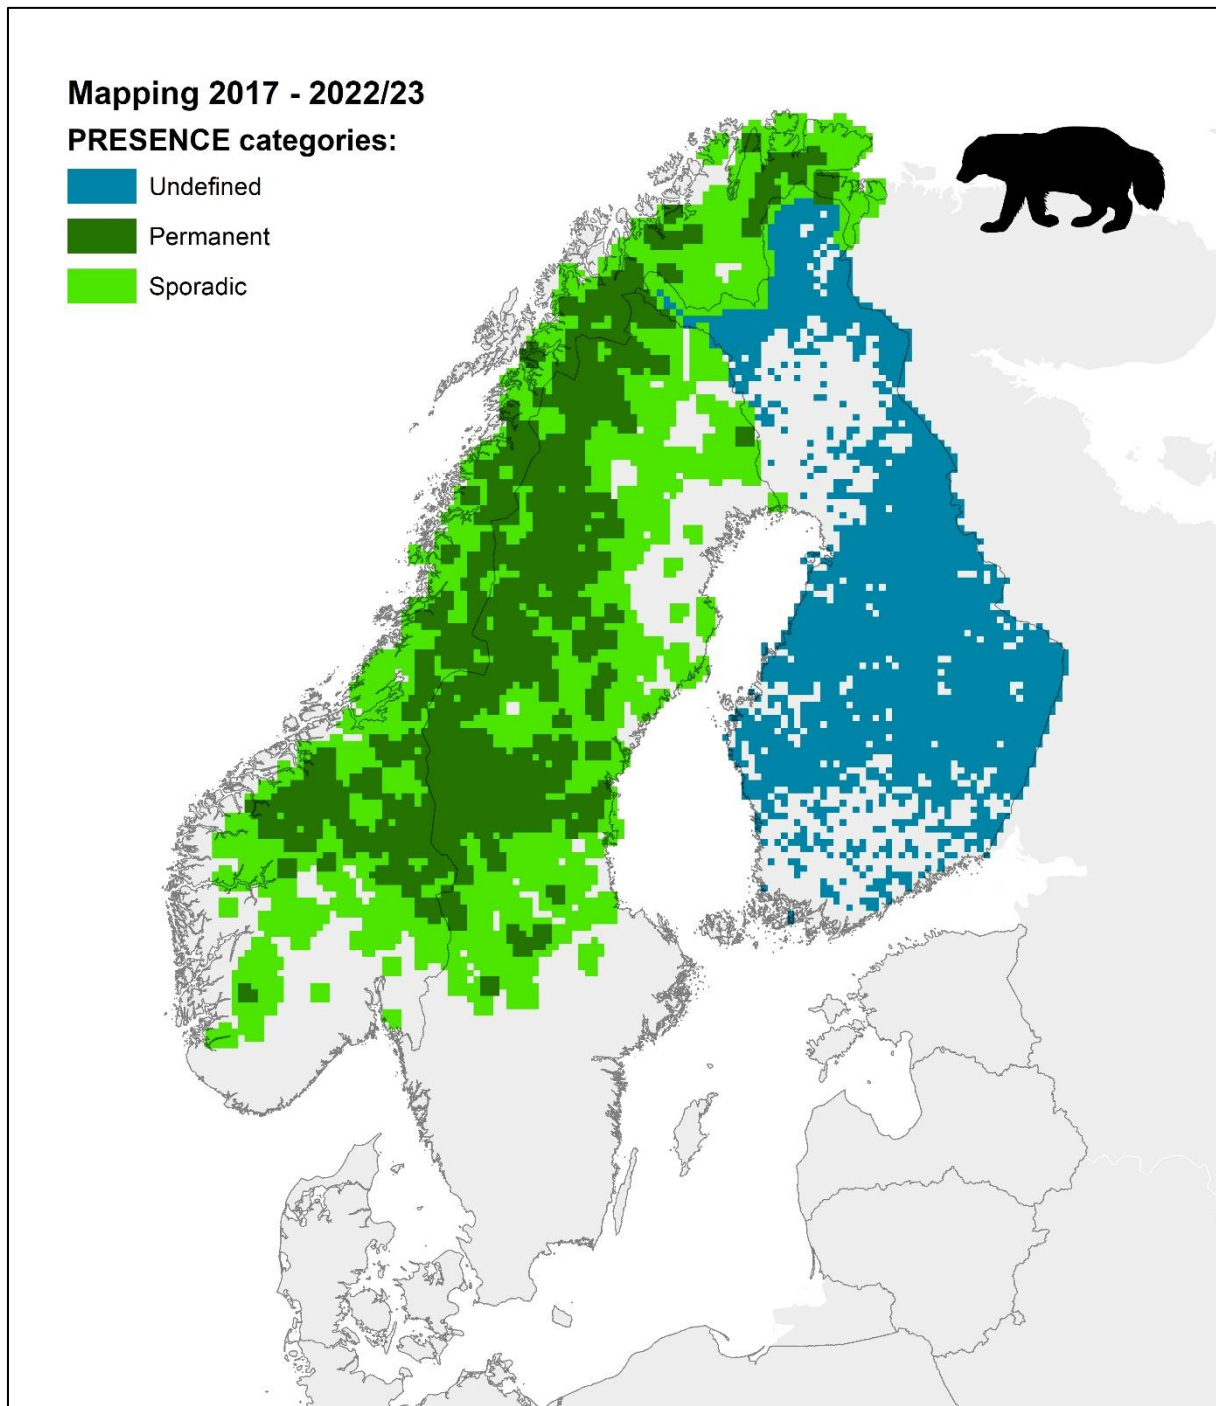 Mapping 2017 - 2022/23
PRESENCE categories:
Undefined
Permanent
Sporadic